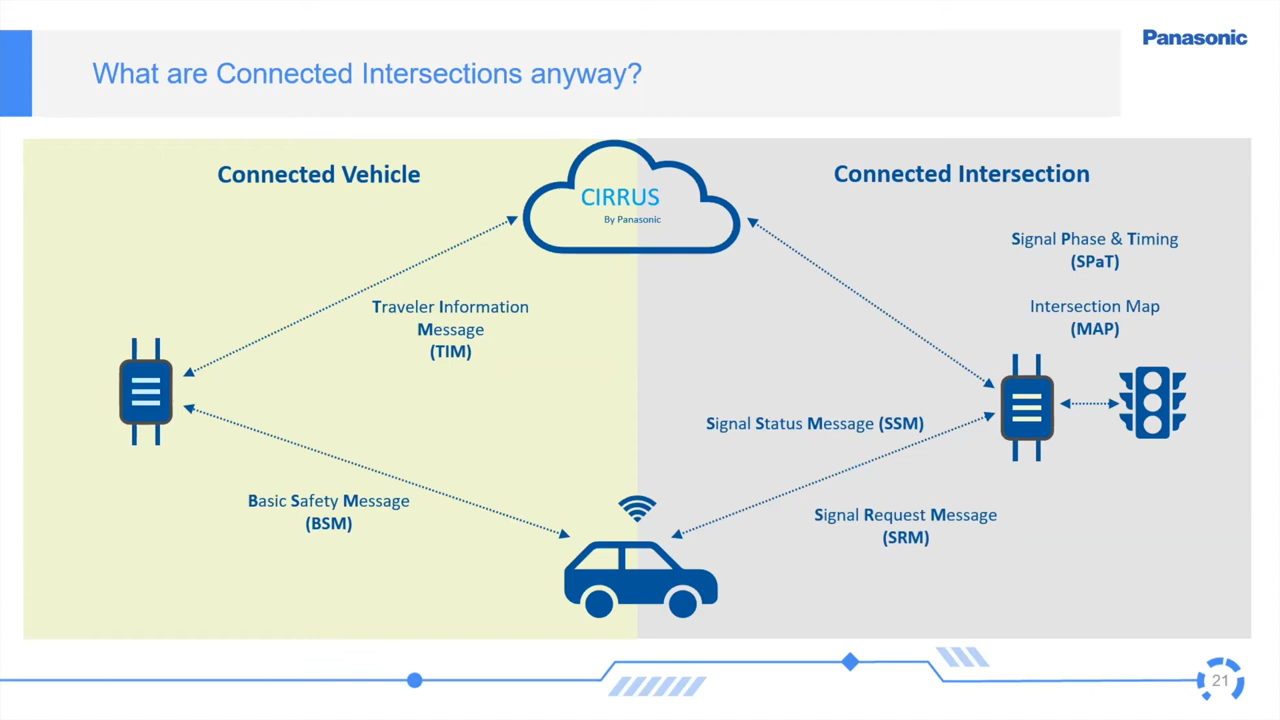 Panasonic
What are Connected Intersections anyway?
Connected Vehicle
CIRRUS
By Panasonic
Connected Intersection
Signal Phase & Timing
(SPaT)
Traveler Information
Message
(TIM)
Intersection Map
(MAP)
Signal Status Message (SSM)
Basic Safety Message
(BSM)
Signal Request Message
(SRM)
21